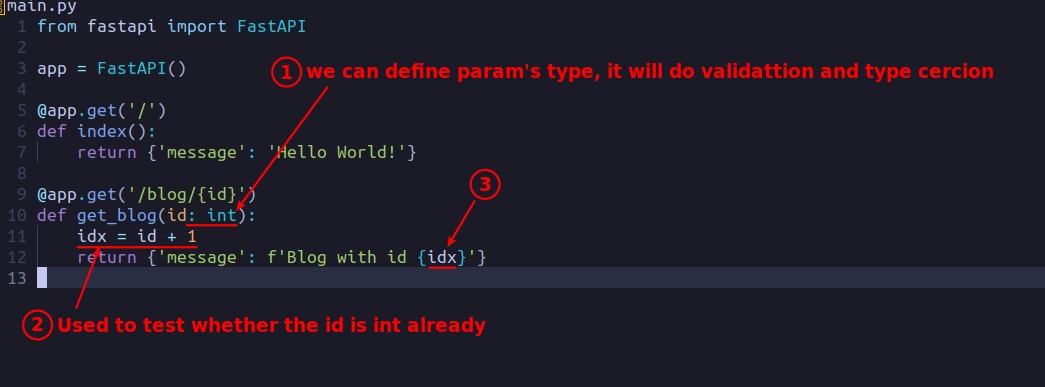 main.py
1 from fastapi import FastAPI
2
3 app = FastAPI()
1 we can define param's type, it will do validattion and type cercion
4
5 @app.get('/')
6 def index():
7 return {'message': 'Hello World!'}
8
3
9 @app.get('/blog/{id}')
10 def get_blog(id: int):
11 idx = id + 1
12 return {'message': f'Blog with id {idx}'}
13
2 Used to test whether the id is int already